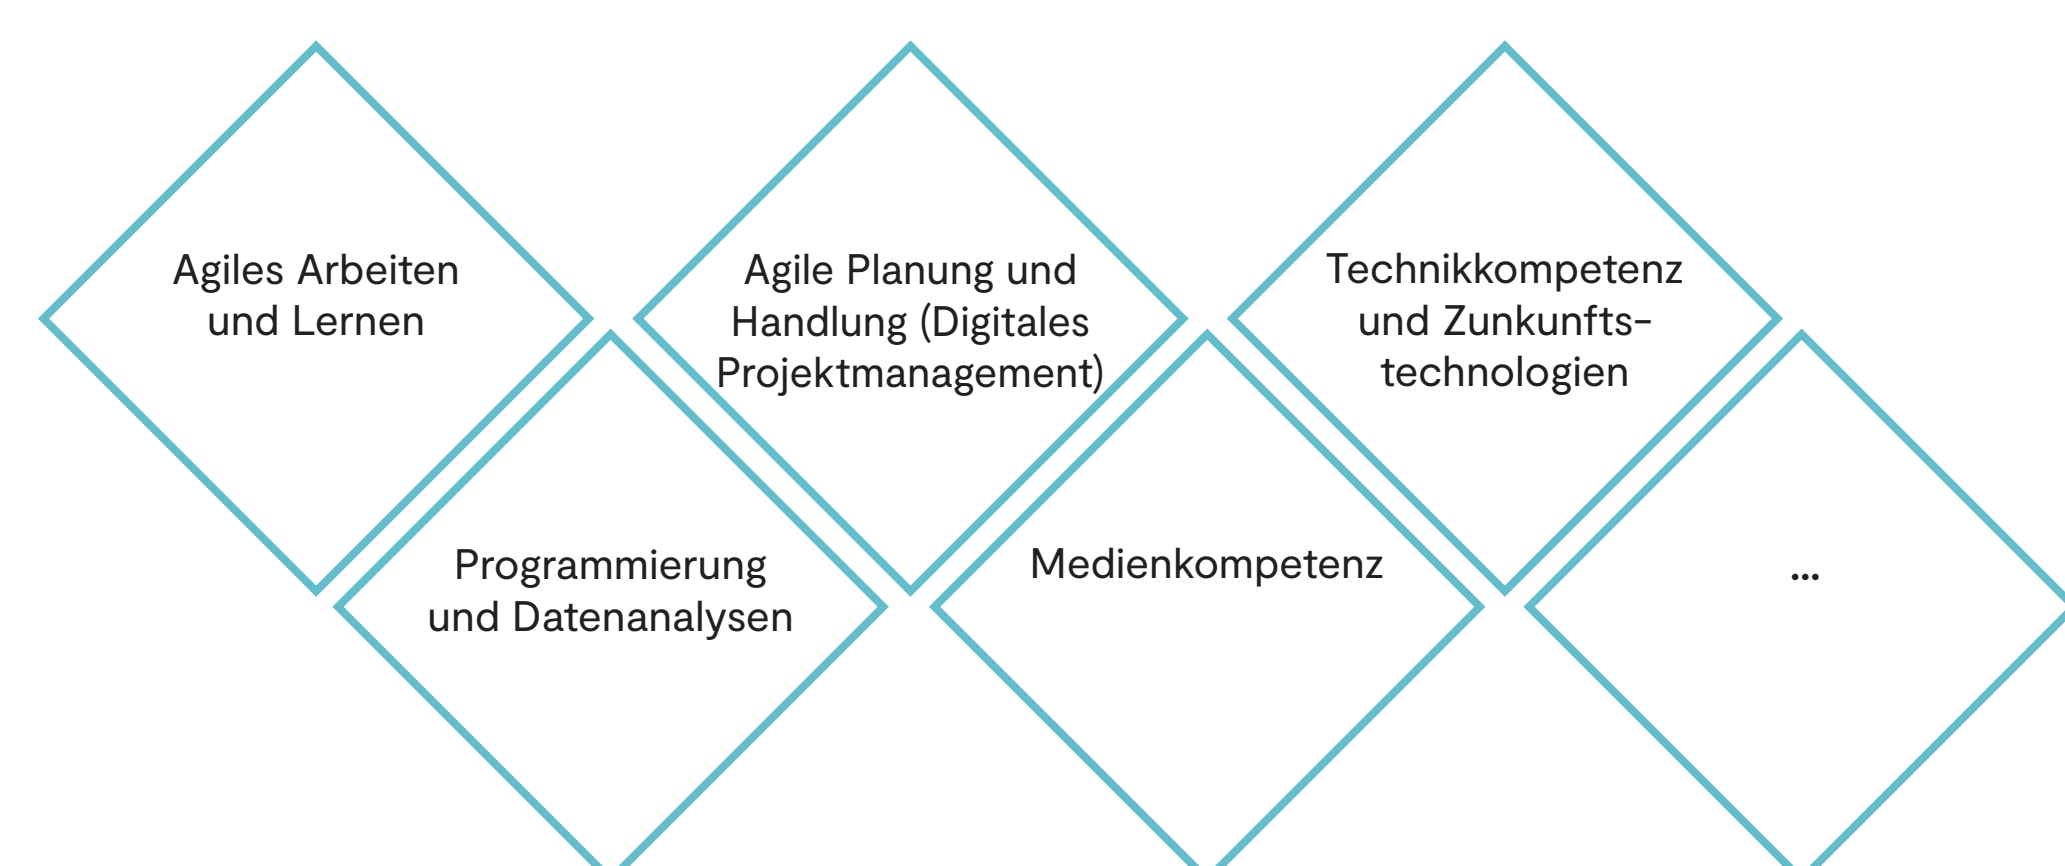 Agiles Arbeiten
und Lernen
Agile Planung und
Handlung (Digitales
Projektmanagement)
Technikkompetenz
und Zunkunfts-
technologien
Programmierung
und Datenanalysen
Medienkompetenz
...